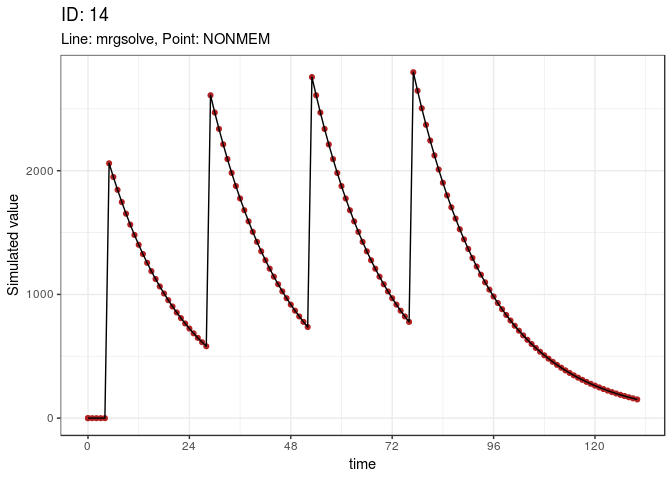 ID: 14
Line: mrgsolve, Point: NONMEM
Simulated value
2000
1000
0
0 24 48 72 96 120
time